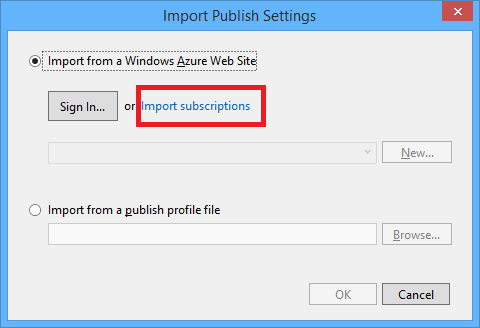 Import Publish Settings
Import from a Windows Azure Web Site
Sign In... or Import subscriptions
New...
Import from a publish profile file
Browse...
OK Cancel